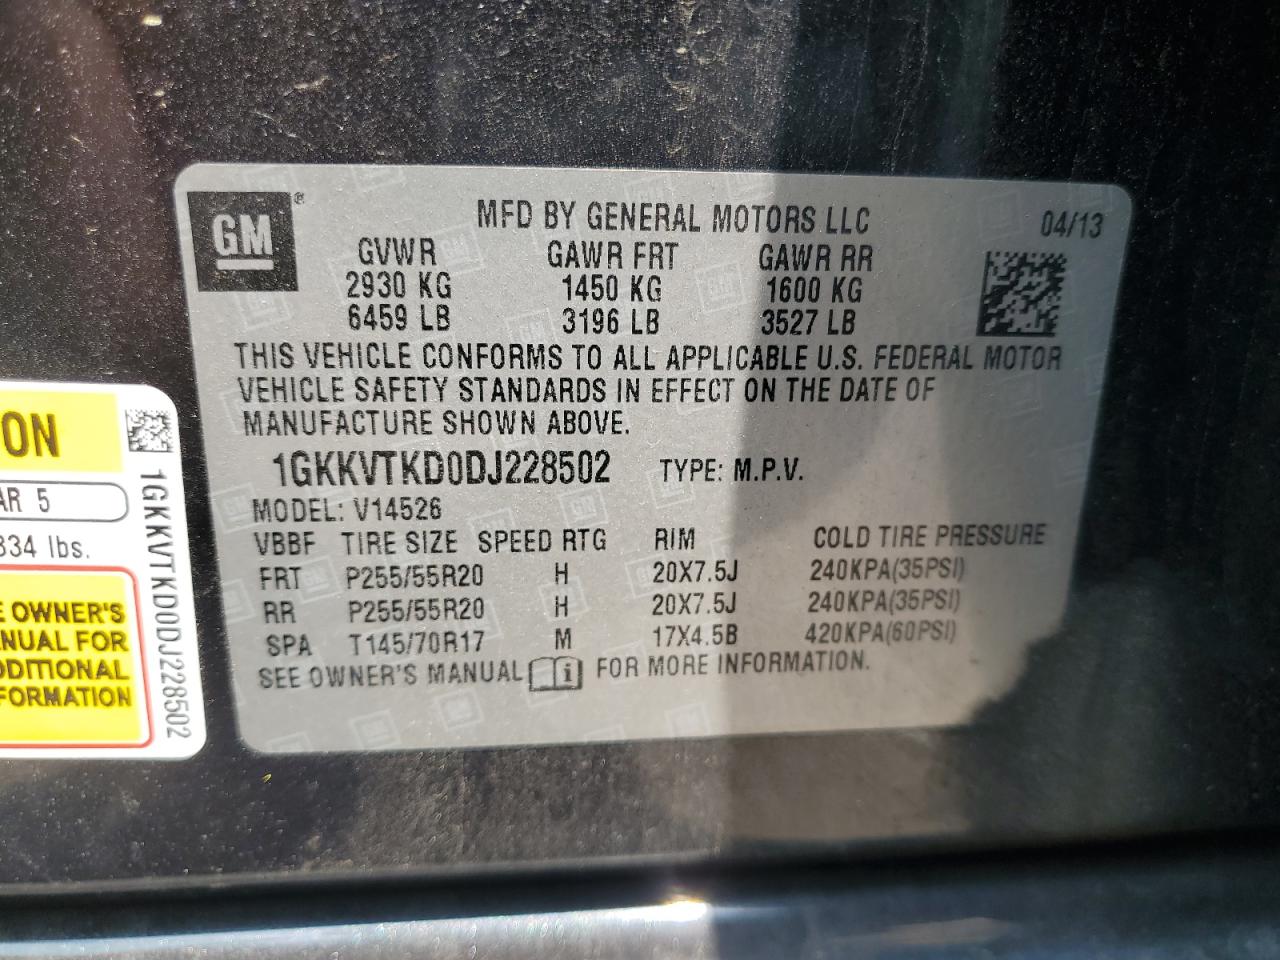 GM ®
MFD BY GENERAL MOTORS LLC 04/13
GVWR GAWR FRT GAWR RR
2930 KG 1450 KG 1600 KG
6459 LB 3196 LB 3527 LB
THIS VEHICLE CONFORMS TO ALL APPLICABLE U.S. FEDERAL MOTOR
VEHICLE SAFETY STANDARDS IN EFFECT ON THE DATE OF
MANUFACTURE SHOWN ABOVE.
1GKKVTKD0DJ228502 TYPE: M.P.V.
MODEL: V14526
VBBF TIRE SIZE SPEED RTG RIM COLD TIRE PRESSURE
FRT P255/55R20 H 20X7.5J 240KPA(35PSI)
RR P255/55R20 H 20X7.5J 240KPA(35PSI)
SPA T145/70R17 M 17X4.5B 420KPA(60PSI)
SEE OWNER'S MANUAL i FOR MORE INFORMATION.
ON
AR 5
334 lbs.
E OWNER'S
NUAL FOR
DDITIONAL
FORMATION
1GKKVTKD0DJ228502